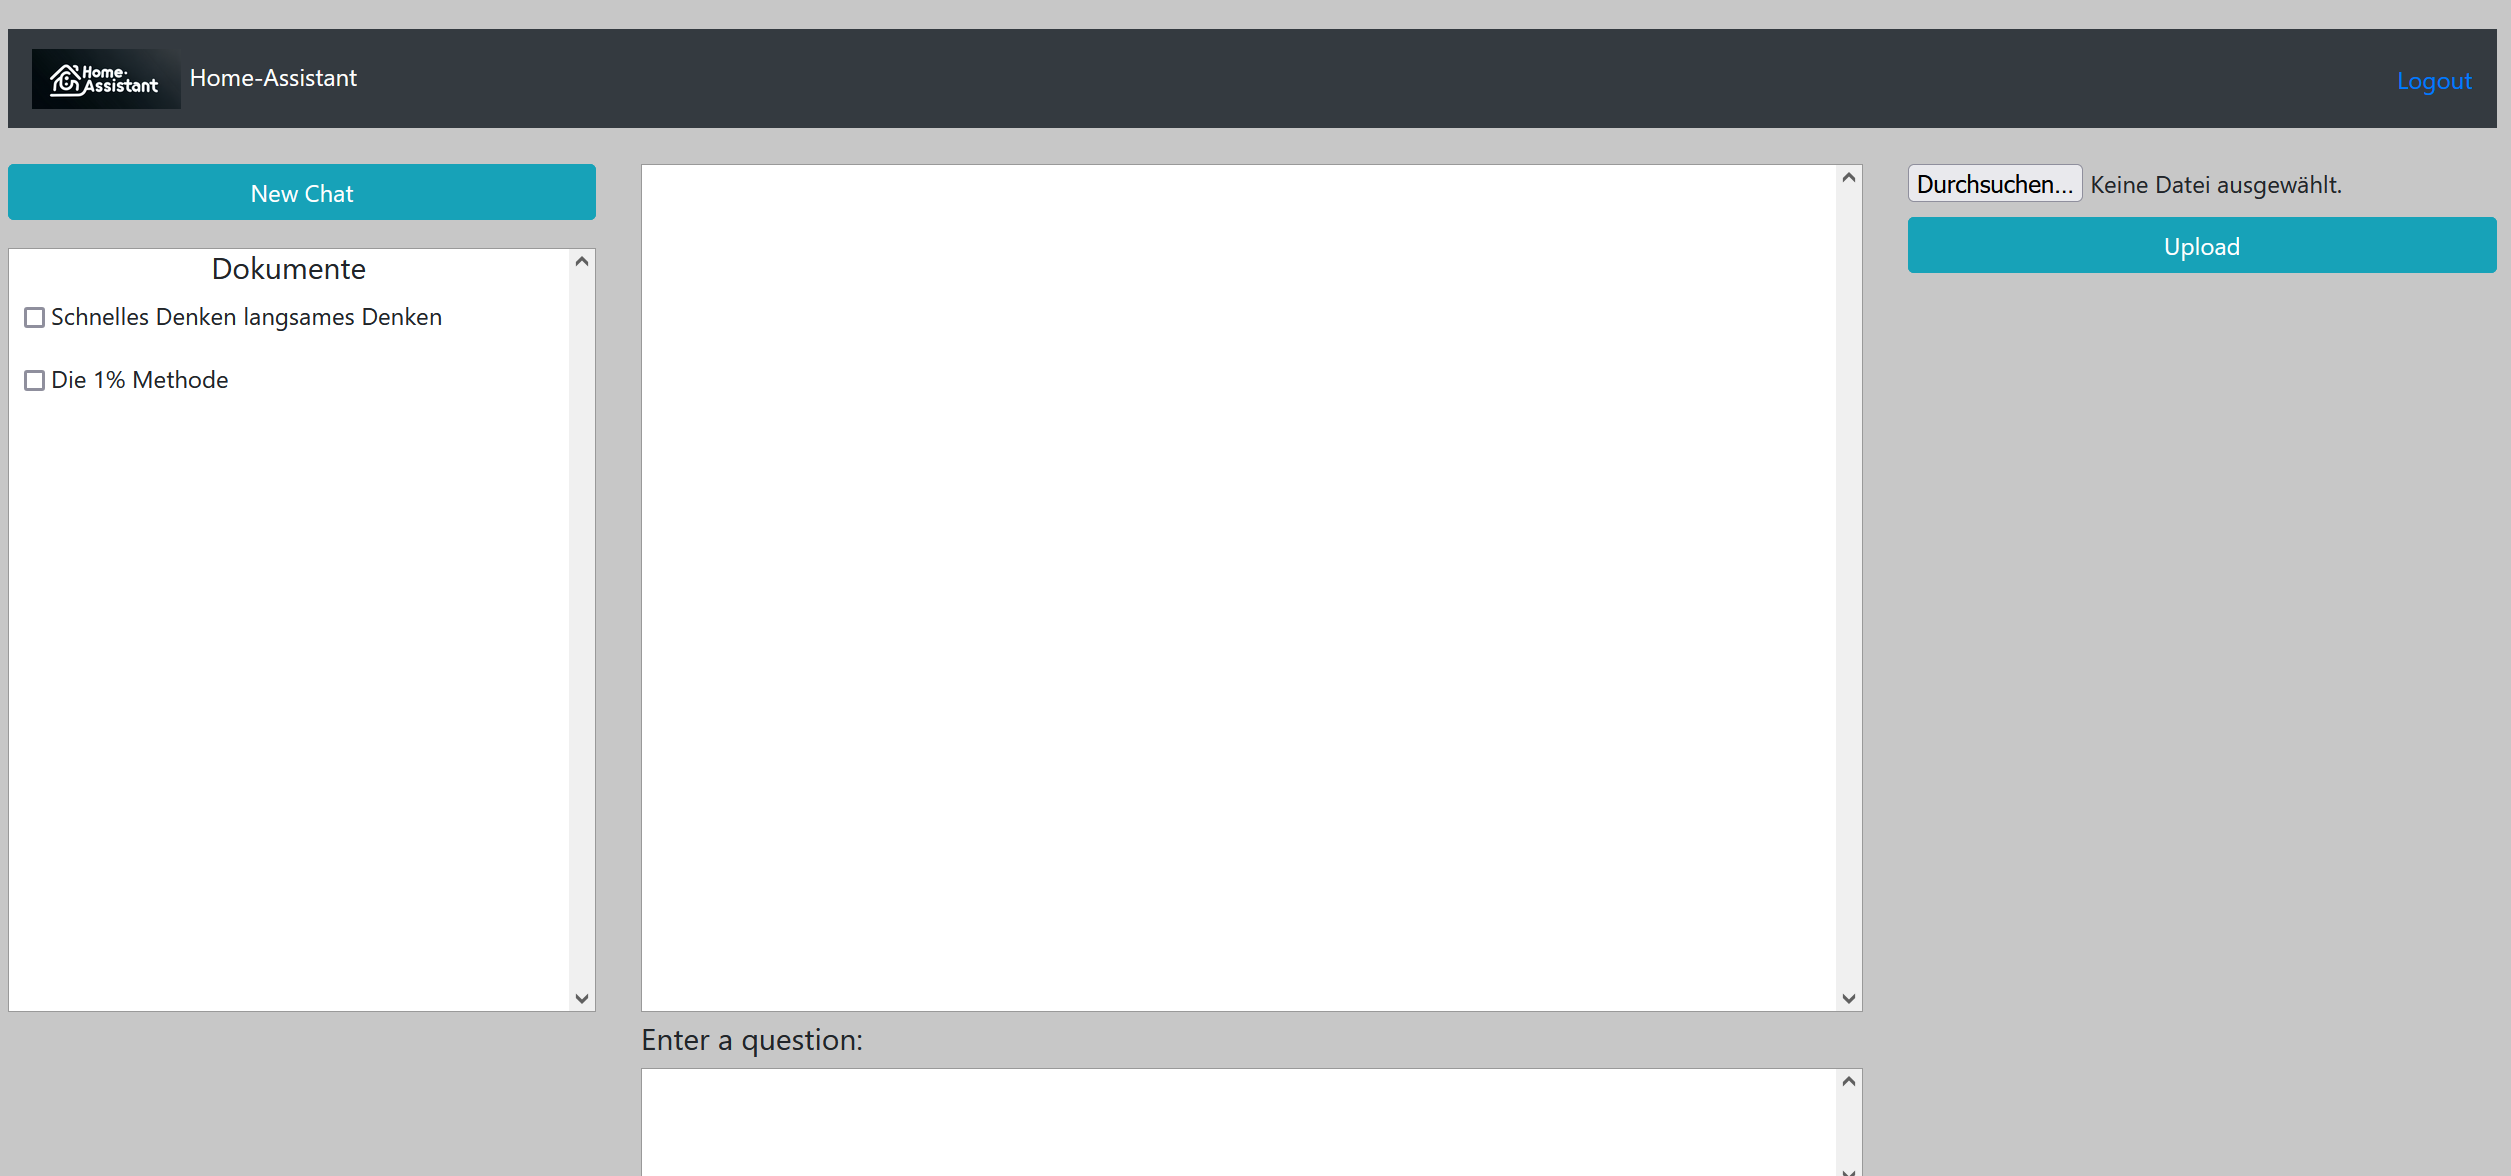 Home-
Assistant
Home-Assistant
Logout
New Chat
Dokumente
Schnelles Denken langsames Denken
Die 1% Methode
Enter a question:
Durchsuchen... Keine Datei ausgewählt.
Upload